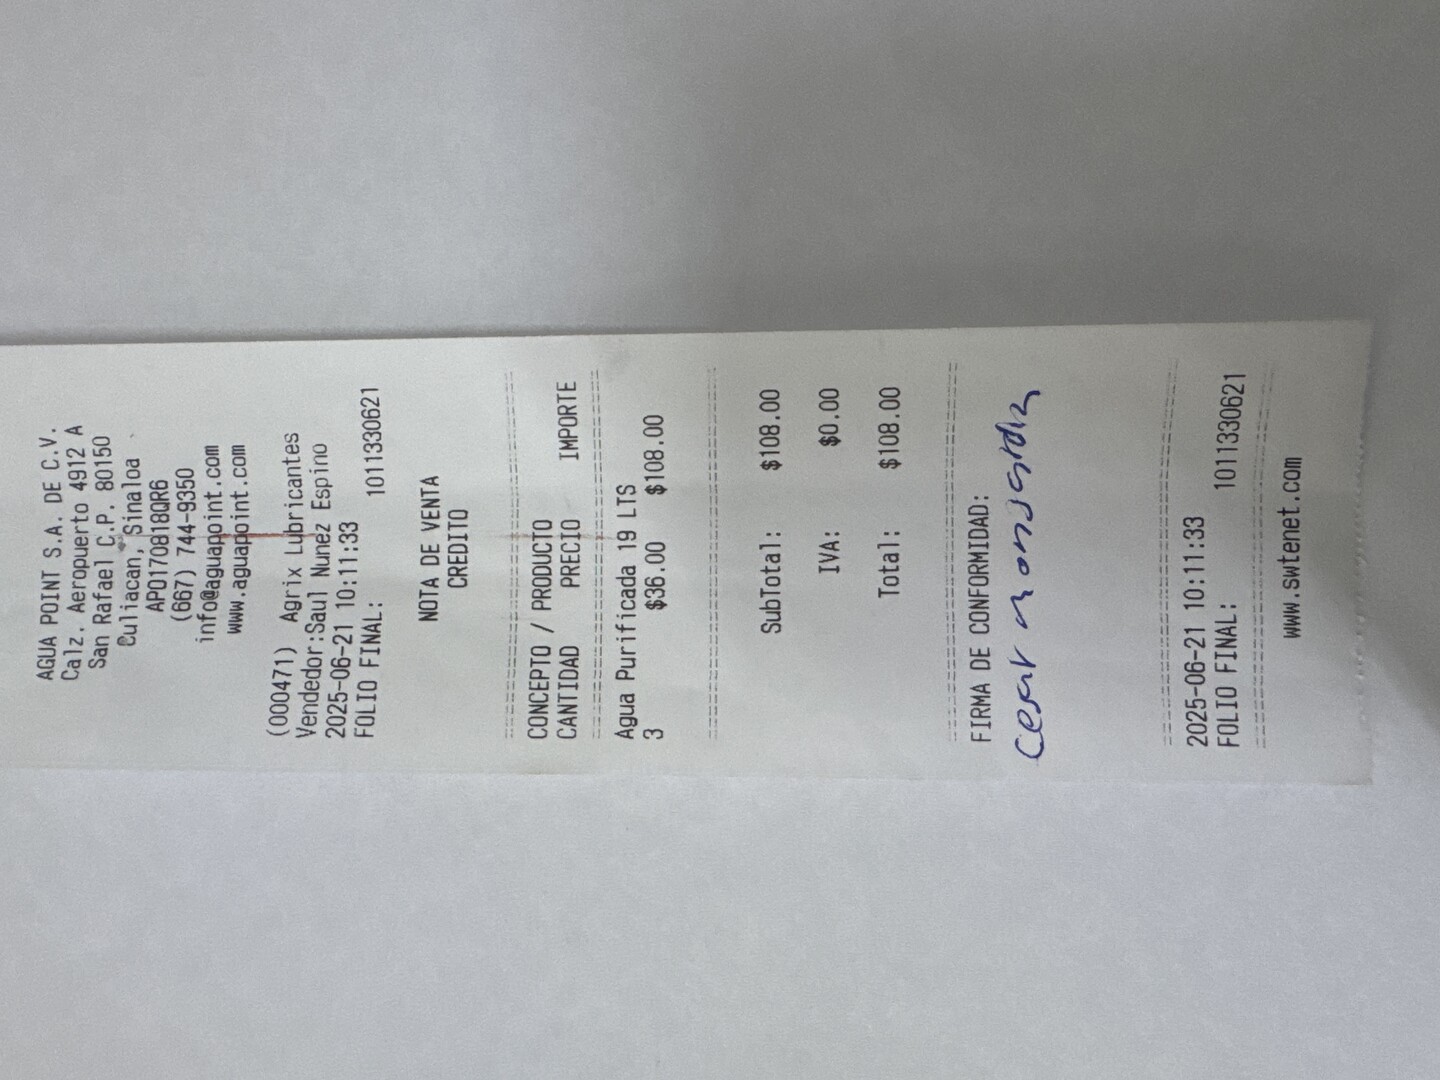 AGUA POINT S.A. DE C.V.
Calz. Aeropuerto 4912 A
San Rafael C.P. 80150
Culiacan, Sinaloa
APO170818QR6
(667) 744-9350
info@aguapoint.com
www.aguapoint.com
(000471) Agrix Lubricantes
Vendedor:Saul Nunez Espino
2025-06-21 10:11:33
FOLIO FINAL: 1011330621
NOTA DE VENTA
CREDITO
CONCEPTO / PRODUCTO
CANTIDAD PRECIO IMPORTE
Agua Purificada 19 LTS
3 $36.00 $108.00
SubTotal: $108.00
IVA: $0.00
Total: $108.00
FIRMA DE CONFORMIDAD:
Cesar
2025-06-21 10:11:33
FOLIO FINAL: 1011330621
www.swtenet.com